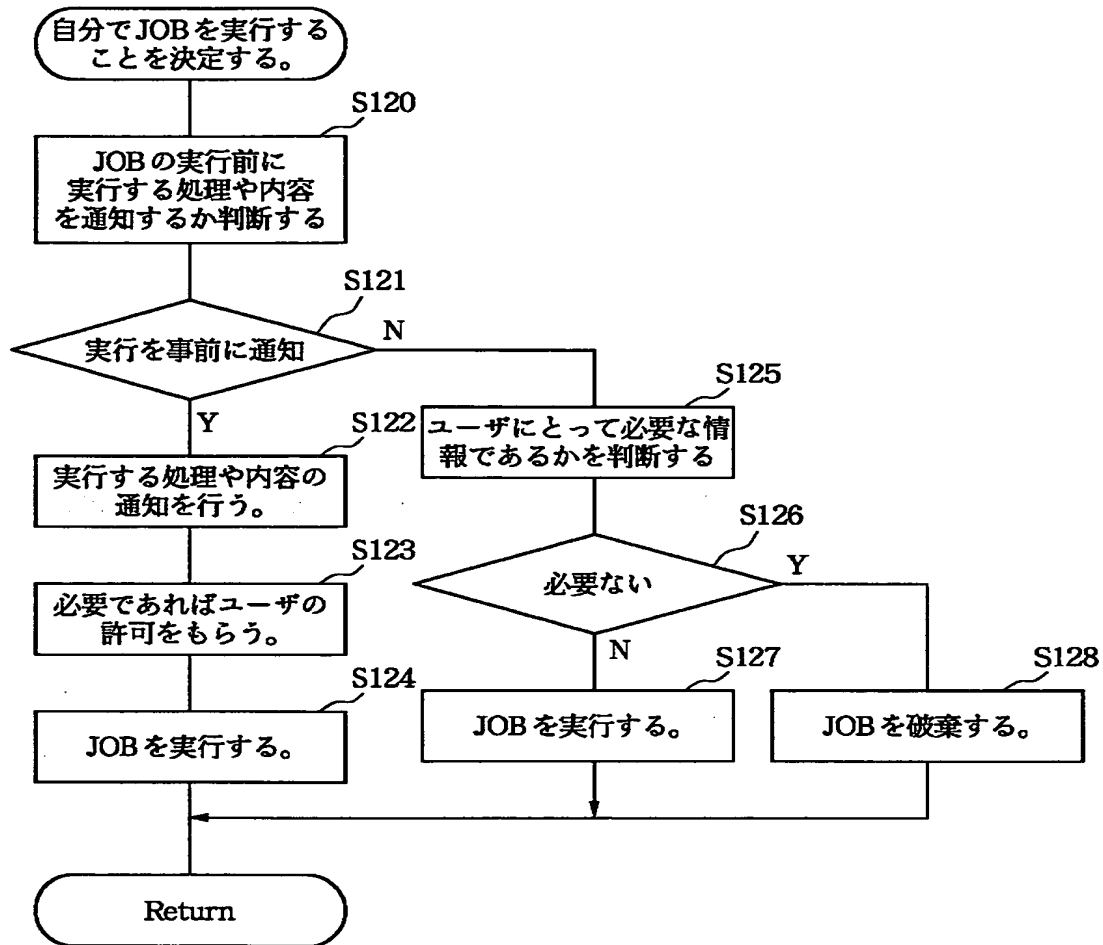 自分でJOBを実行する
ことを決定する。
S120
JOBの実行前に
実行する処理や内容
を通知するか判断する
S121
実行を事前に通知
N
Y
S122
実行する処理や内容の
通知を行う。
S123
必要であればユーザの
許可をもらう。
S124
JOBを実行する。
S125
ユーザにとって必要な情
報であるかを判断する
S126
必要ない
Y
N
S127
JOBを実行する。
S128
JOBを破棄する。
Return